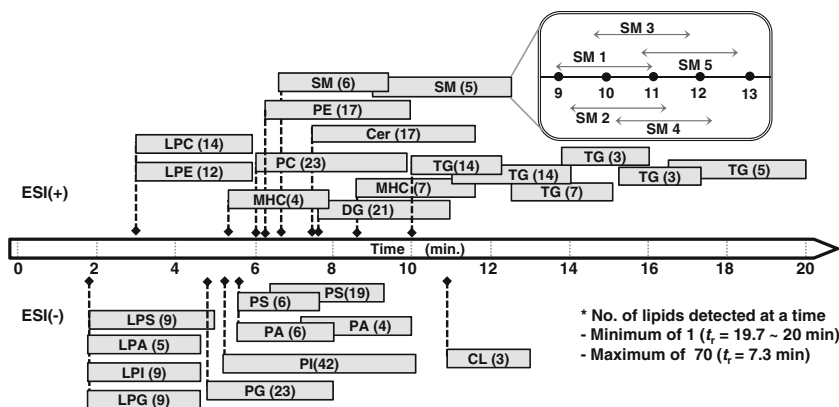 SM 3
SM 1
SM 5
9 10 11 12 13
SM 2
SM 4
SM (6)
SM (5)
PE (17)
Cer (17)
LPC (14)
PC (23)
TG(14)
TG (3)
LPE (12)
TG (14)
TG (3)
TG (5)
ESI(+)
MHC(4)
MHC (7)
TG (7)
DG (21)
Time (min.)
0 2 4 6 8 10 12 14 16 18 20
ESI(-)
PS(19)
PS (6)
LPS (9)
PA (6)
PA (4)
LPA (5)
PI(42)
CL (3)
LPI (9)
PG (23)
LPG (9)
* No. of lipids detected at a time
- Minimum of 1 (tr = 19.7 ~ 20 min)
- Maximum of 70 (tr = 7.3 min)